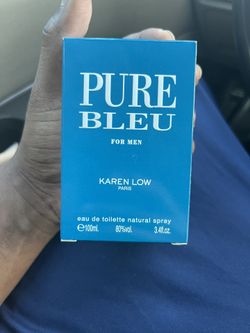 PURE
BLEU
FOR MEN
KAREN LOW
PARIS
eau de toilette natural spray
℮100ml. 80%vol. 3.4fl.oz.